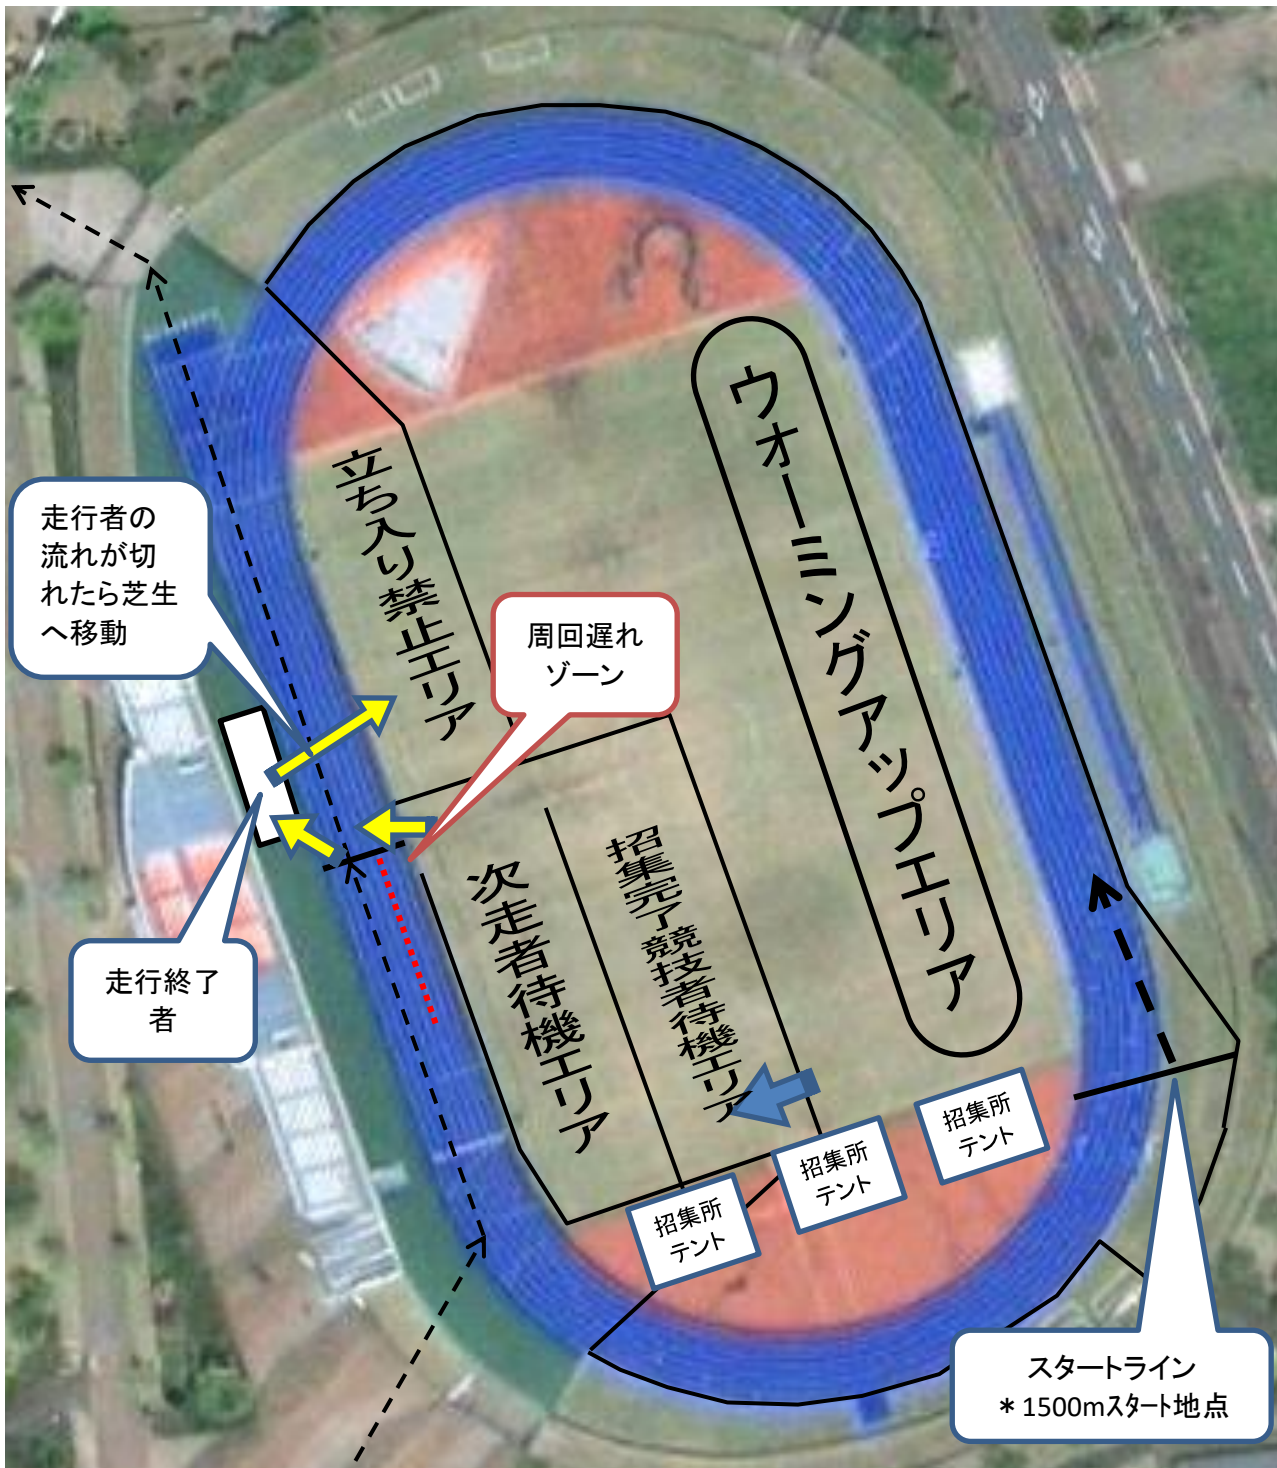 ウォーミングアップエリア
立ち入り禁止エリア
走行者の
流れが切
れたら芝生
へ移動
周回遅れ
ゾーン
招集完了競技者待機エリア
次走者待機エリア
走行終了
者
招集所
テント
招集所
テント
招集所
テント
スタートライン
＊1500mスタート地点